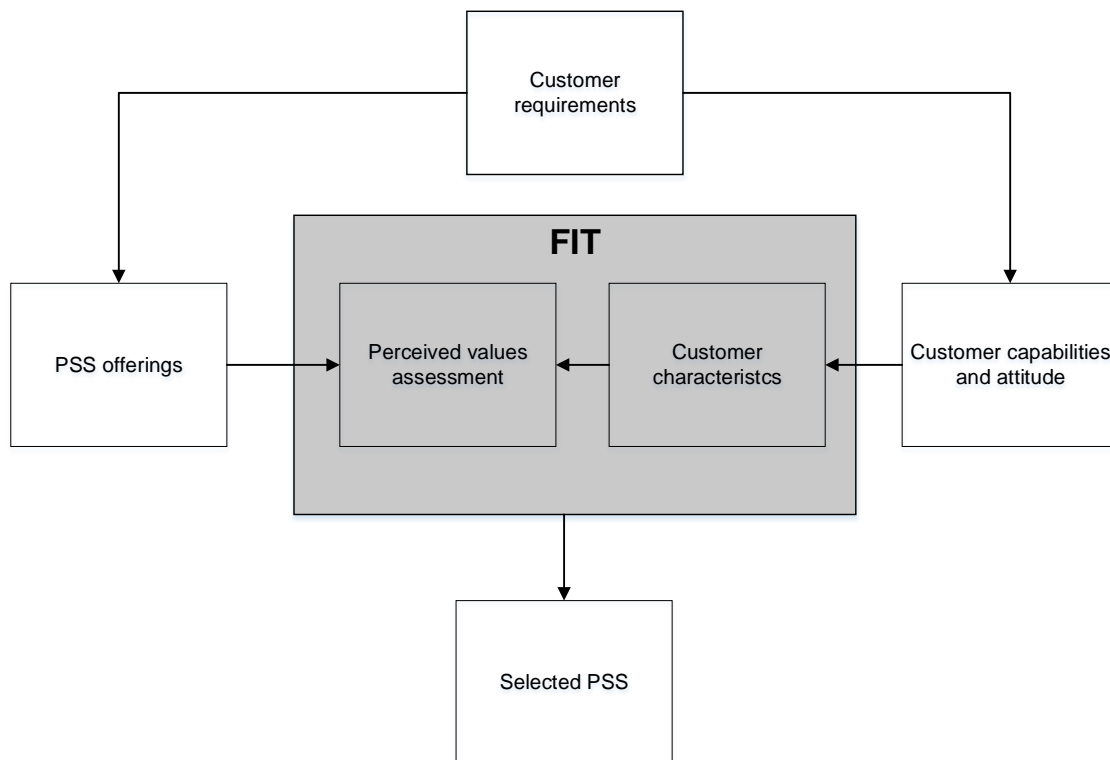 Customer
requirements
FIT
PSS offerings
Perceived values
assessment
Customer
characteristcs
Customer capabilities
and attitude
Selected PSS